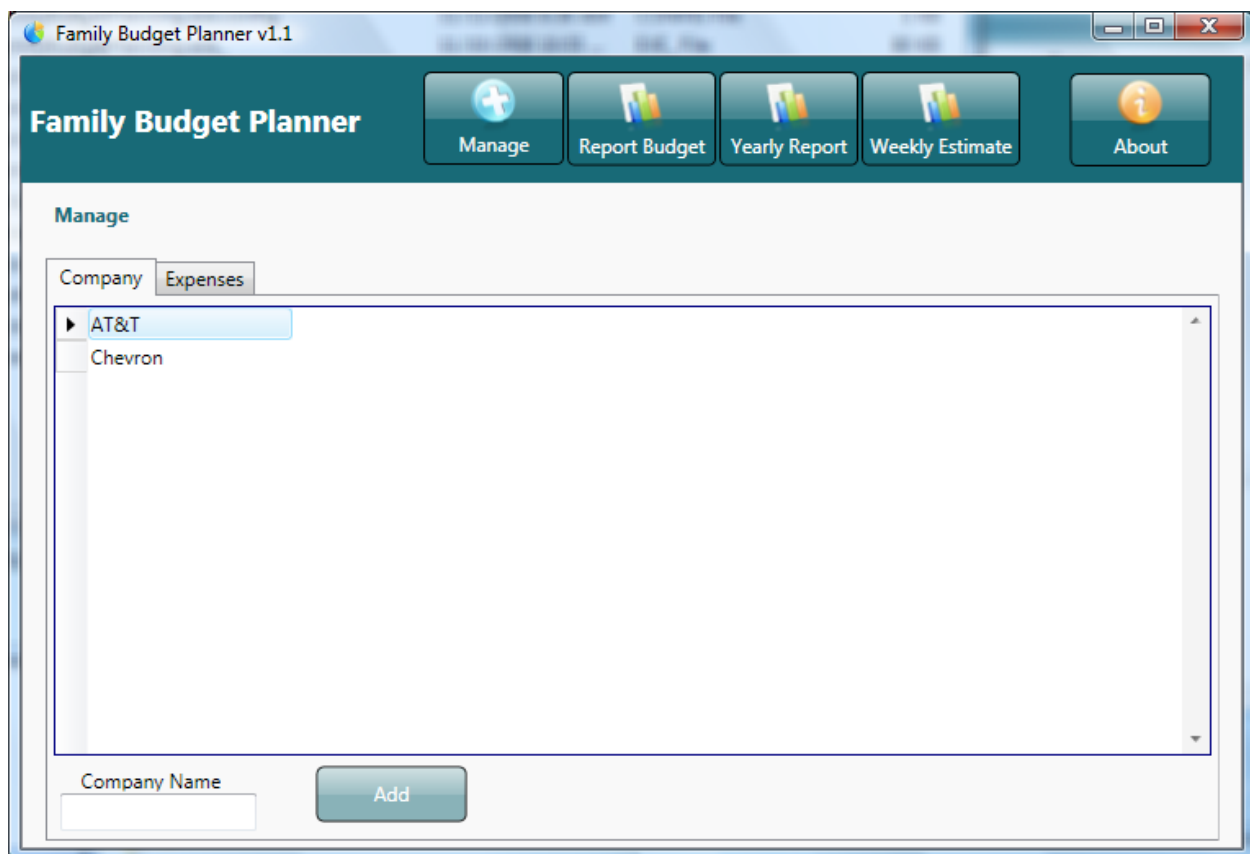 Family Budget Planner v1.1
Family Budget Planner
Manage
Report Budget
Yearly Report
Weekly Estimate
About
Manage
Company
Expenses
AT&T
Chevron
Company Name
Add